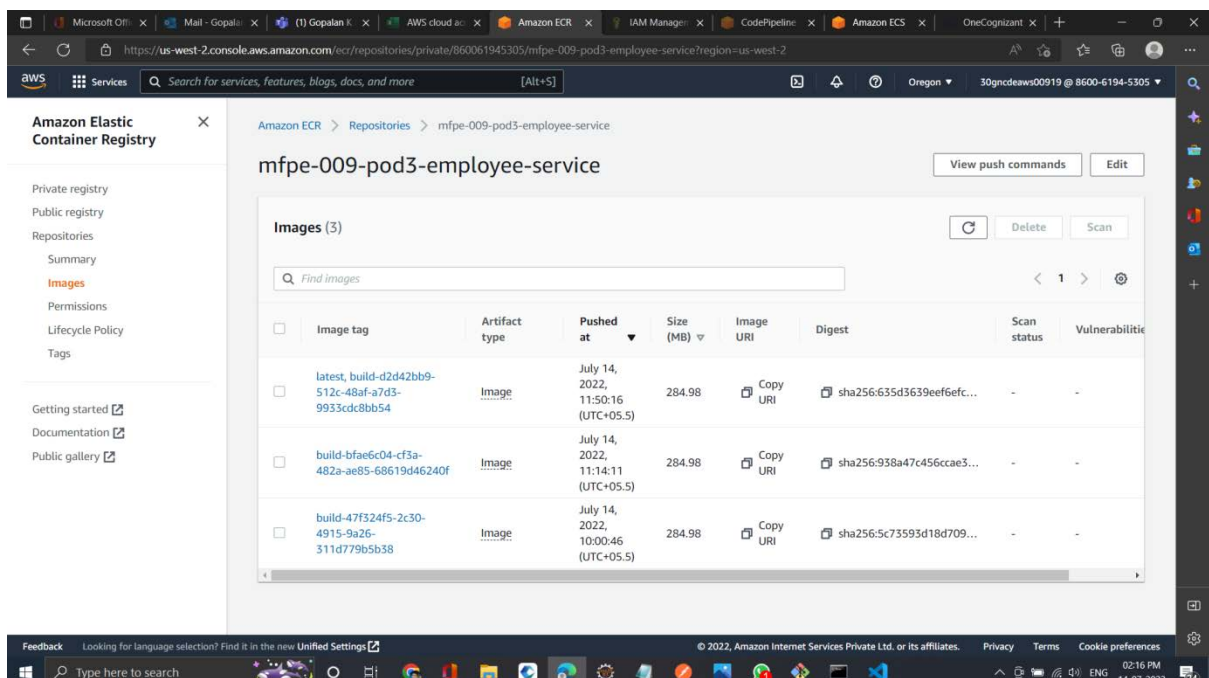 Microsoft Offi
Mail - Gopalan
(1) Gopalan K
AWS cloud ac
Amazon ECR
IAM Managem
CodePipeline
Amazon ECS
OneCognizant
https://us-west-2.console.aws.amazon.com/ecr/repositories/private/860061945305/mfpe-009-pod3-employee-service?region=us-west-2
aws
Services
Search for services, features, blogs, docs, and more
[Alt+S]
Oregon
30gncdeaws00919 @ 8600-6194-5305
Amazon Elastic
Container Registry
Private registry
Public registry
Repositories
Summary
Images
Permissions
Lifecycle Policy
Tags
Getting started
Documentation
Public gallery
Amazon ECR > Repositories > mfpe-009-pod3-employee-service
mfpe-009-pod3-employee-service
View push commands
Edit
Images (3)
Delete
Scan
Find images
1
Image tag
Artifact
type
Pushed
at
Size
(MB)
Image
URI
Digest
Scan
status
Vulnerabilitie
latest, build-d2d42bb9-
512c-48af-a7d3-
9933cdc8bb54
Image
July 14,
2022,
11:50:16
(UTC+05.5)
284.98
Copy
URI
sha256:635d3639eef6efc...
-
-
build-bfae6c04-cf3a-
482a-ae85-68619d46240f
Image
July 14,
2022,
11:14:11
(UTC+05.5)
284.98
Copy
URI
sha256:938a47c456ccae3...
-
-
build-47f324f5-2c30-
4915-9a26-
311d779b5b38
Image
July 14,
2022,
10:00:46
(UTC+05.5)
284.98
Copy
URI
sha256:5c73593d18d709...
-
-
Feedback
Looking for language selection? Find it in the new Unified Settings
© 2022, Amazon Internet Services Private Ltd. or its affiliates.
Privacy
Terms
Cookie preferences
Type here to search
ENG
02:16 PM